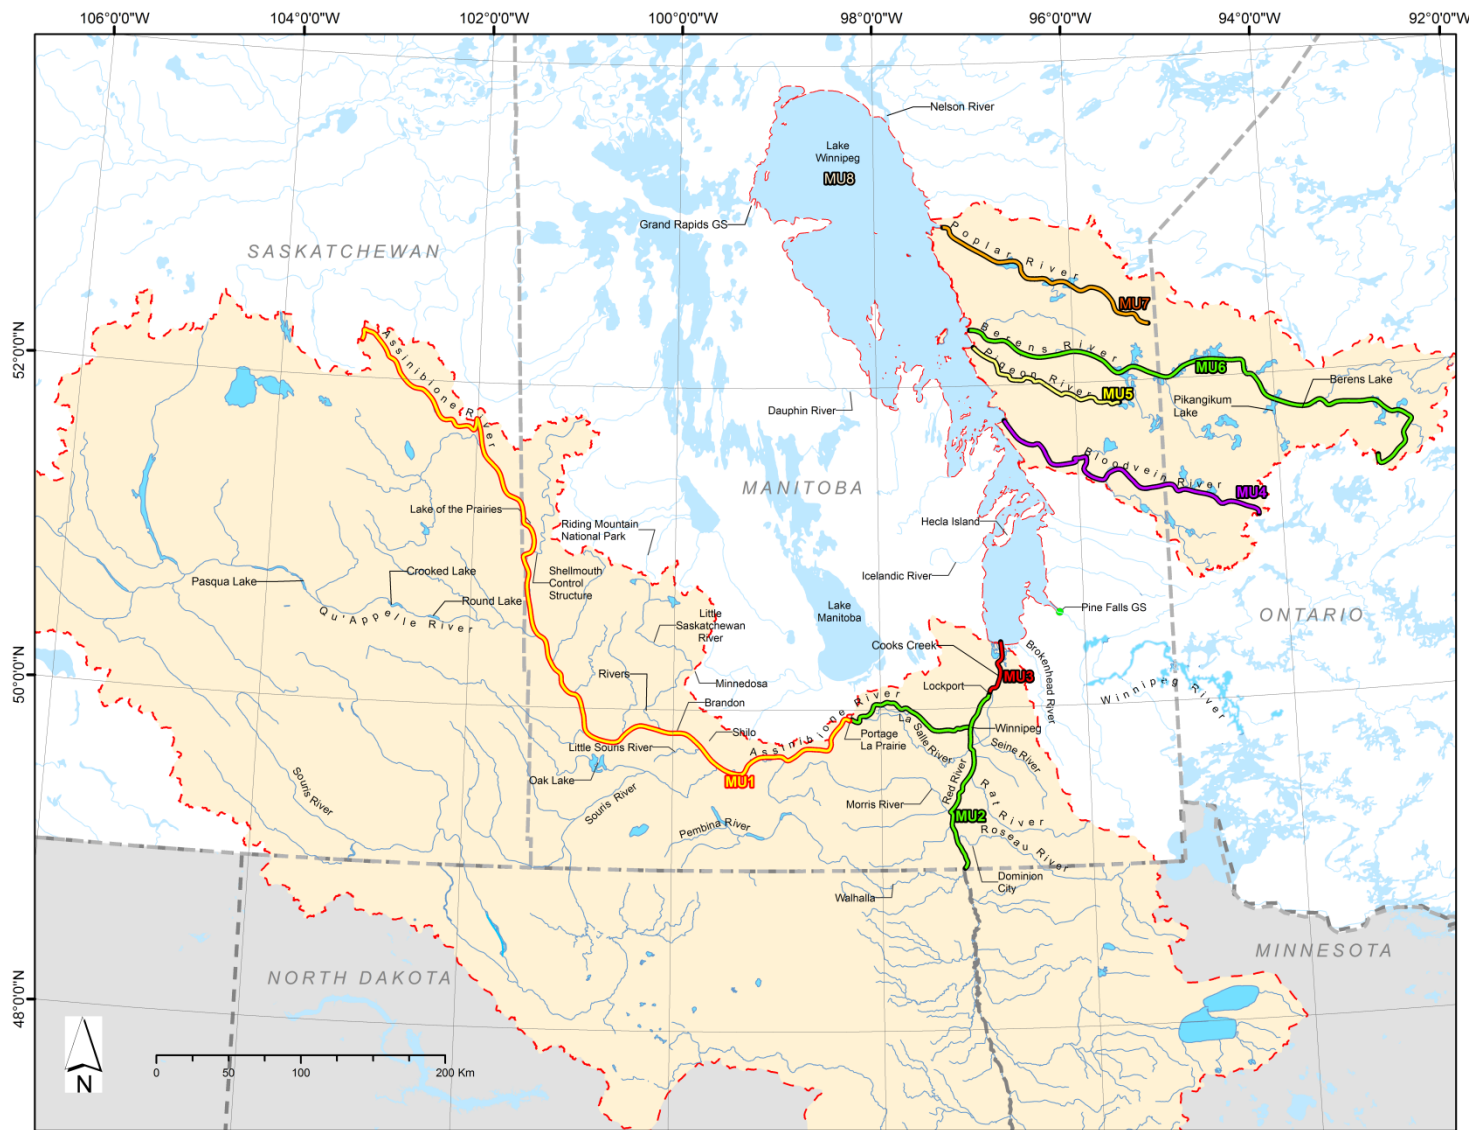 106°0'0"W
104°0'0"W
102°0'0"W
100°0'0"W
98°0'0"W
96°0'0"W
94°0'0"W
92°0'0"W
52°0'0"N
50°0'0"N
48°0'0"N
Nelson River
Lake
Winnipeg
MU8
Grand Rapids GS
SASKATCHEWAN
Poplar River
MU7
Assinibione River
Berens River
MU6
Pigeon River
MU5
Berens Lake
Pikangikum
Lake
Dauphin River
Bloodvein River
MU4
MANITOBA
Lake of the Prairies
Riding Mountain
National Park
Hecla Island
Shellmouth
Control
Structure
Icelandic River
Crooked Lake
Pasqua Lake
Round Lake
Qu'Appelle River
Little
Saskatchewan
River
Lake
Manitoba
Pine Falls GS
ONTARIO
Cooks Creek
Brokenhead River
MU3
Lockport
Winnipeg River
Rivers
Minnedosa
Brandon
Assinibione River
Shilo
Little Souris River
Portage
La Prairie
La Salle River
Winnipeg
Seine River
Oak Lake
MU1
Souris River
Souris River
Red River
Rat River
Morris River
MU2
Pembina River
Roseau River
Dominion
City
Walhalla
NORTH DAKOTA
MINNESOTA
N
0
50
100
200 Km